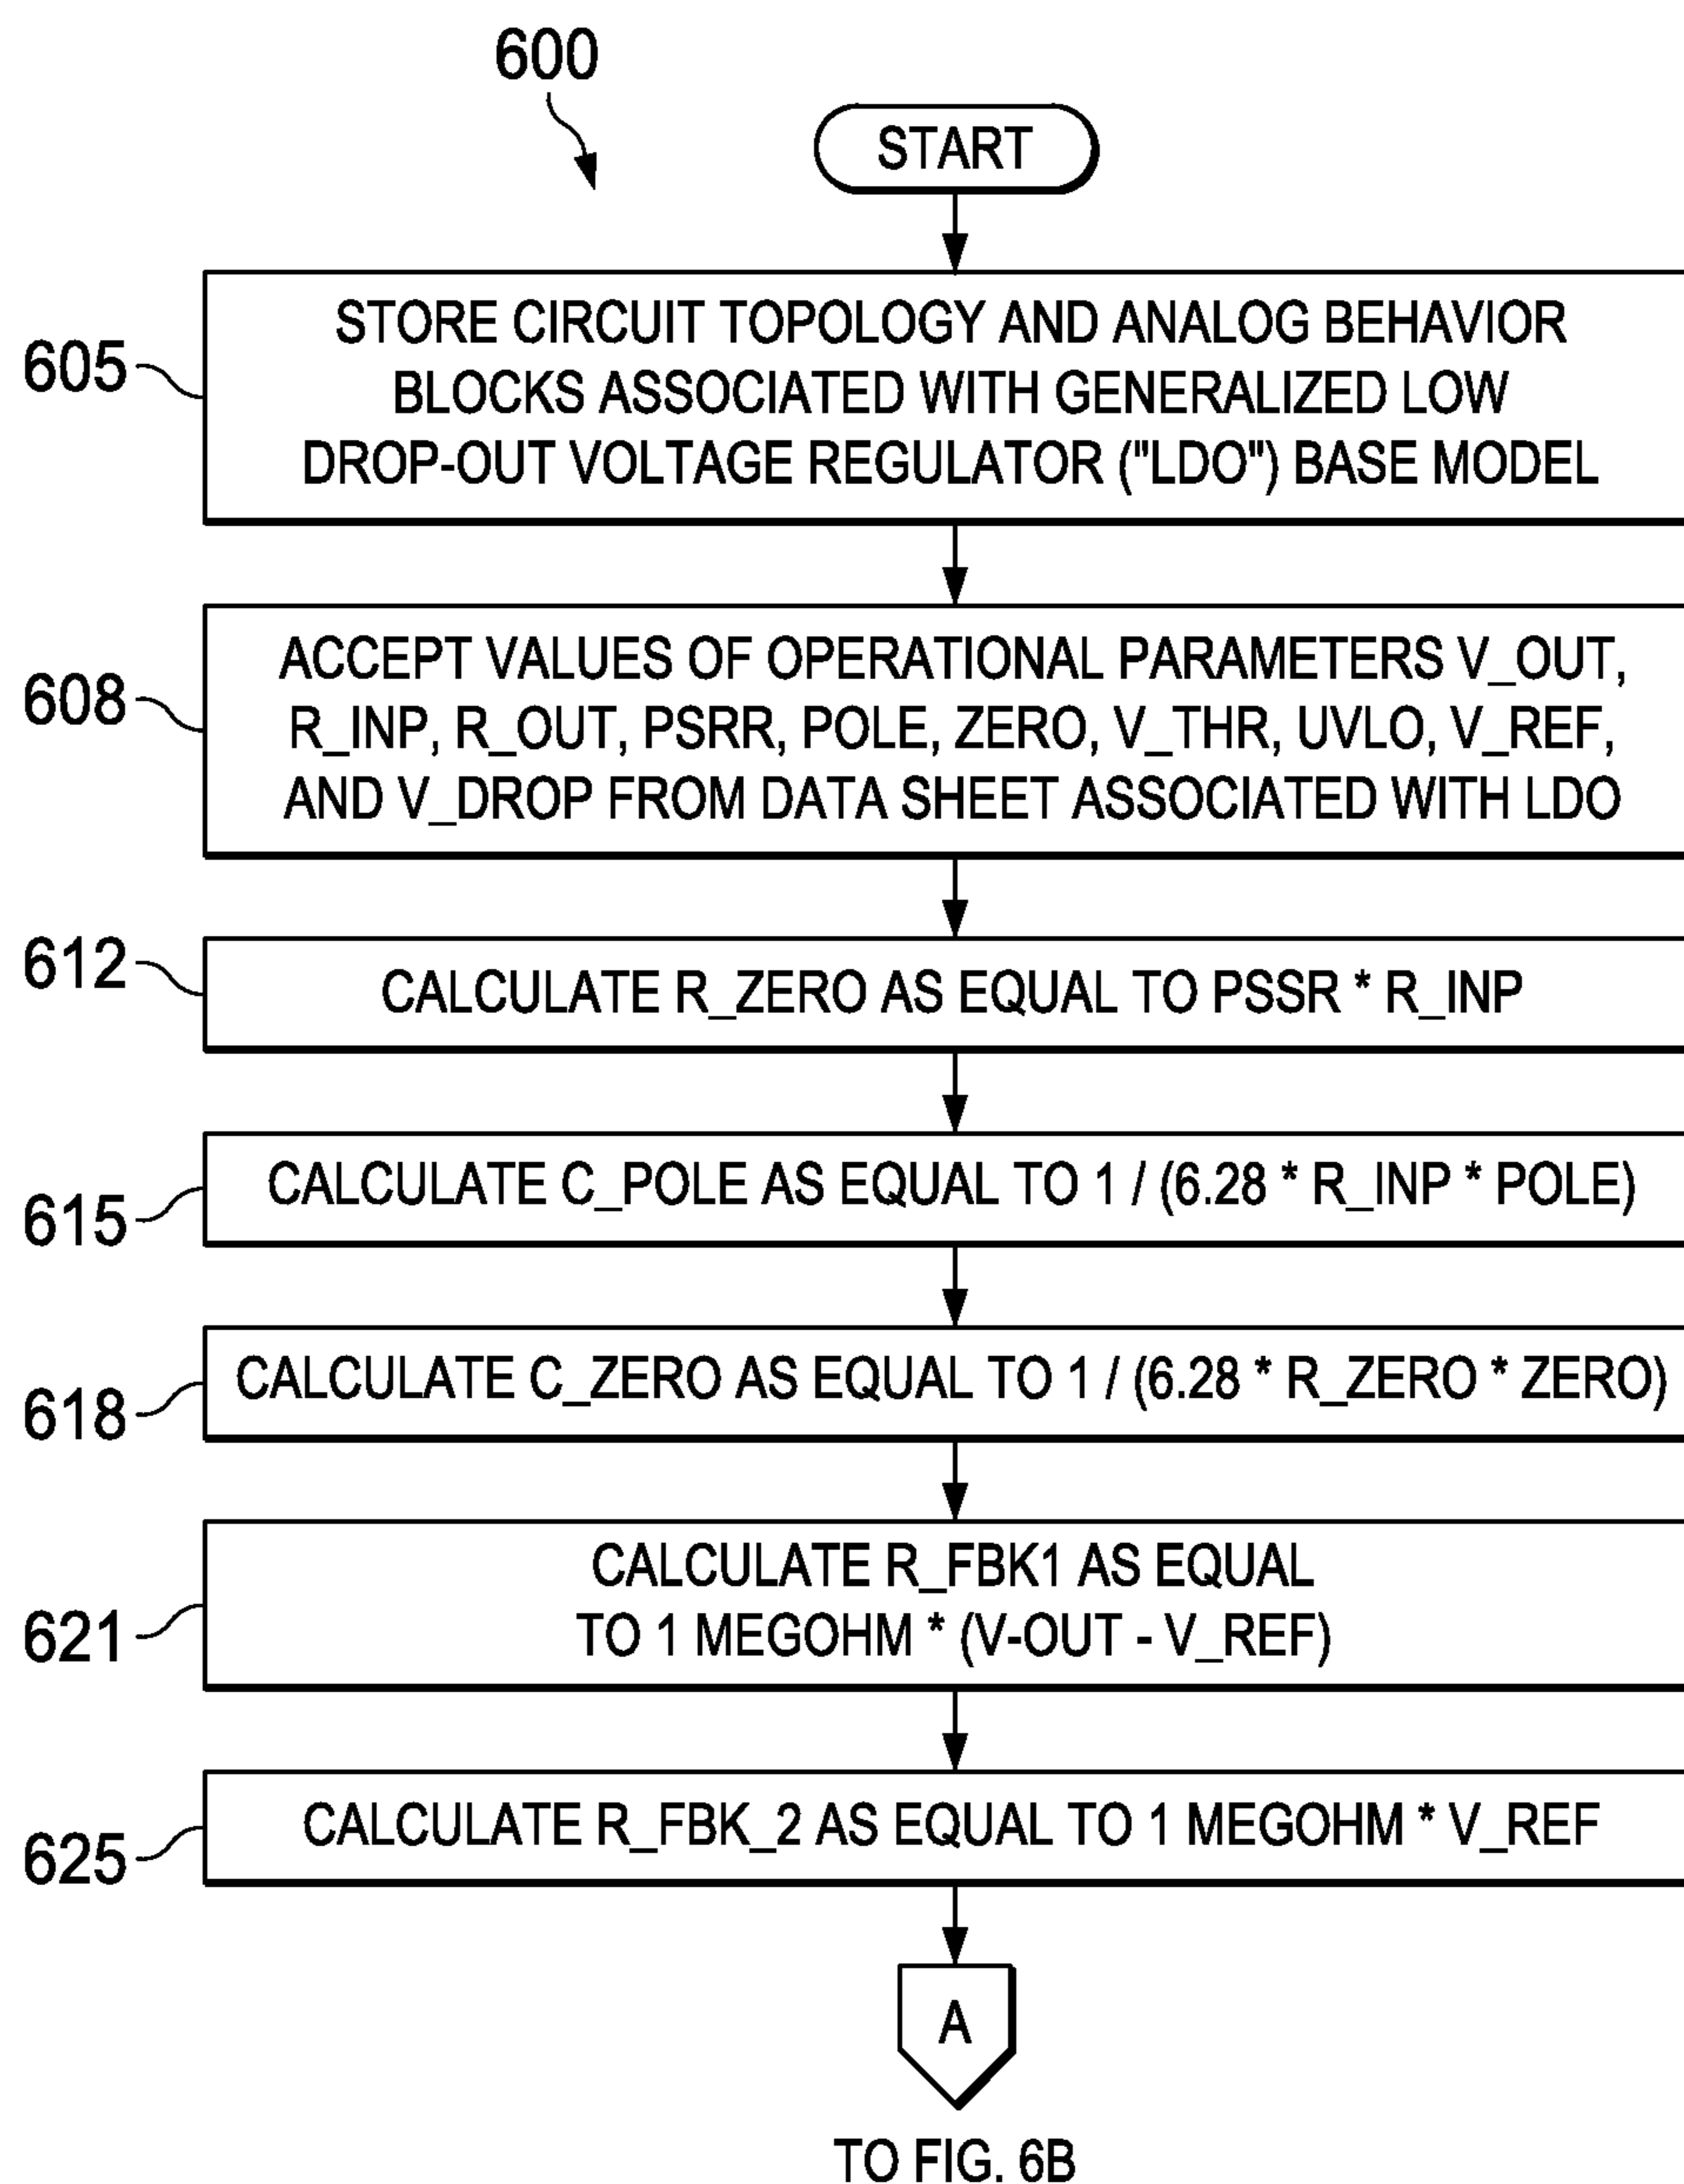 600
START
605
STORE CIRCUIT TOPOLOGY AND ANALOG BEHAVIOR
BLOCKS ASSOCIATED WITH GENERALIZED LOW
DROP-OUT VOLTAGE REGULATOR ("LDO") BASE MODEL
608
ACCEPT VALUES OF OPERATIONAL PARAMETERS V_OUT,
R_INP, R_OUT, PSRR, POLE, ZERO, V_THR, UVLO, V_REF,
AND V_DROP FROM DATA SHEET ASSOCIATED WITH LDO
612
CALCULATE R_ZERO AS EQUAL TO PSSR * R_INP
615
CALCULATE C_POLE AS EQUAL TO 1 / (6.28 * R_INP * POLE)
618
CALCULATE C_ZERO AS EQUAL TO 1 / (6.28 * R_ZERO * ZERO)
621
CALCULATE R_FBK1 AS EQUAL
TO 1 MEGOHM * (V-OUT - V_REF)
625
CALCULATE R_FBK_2 AS EQUAL TO 1 MEGOHM * V_REF
A
TO FIG. 6B